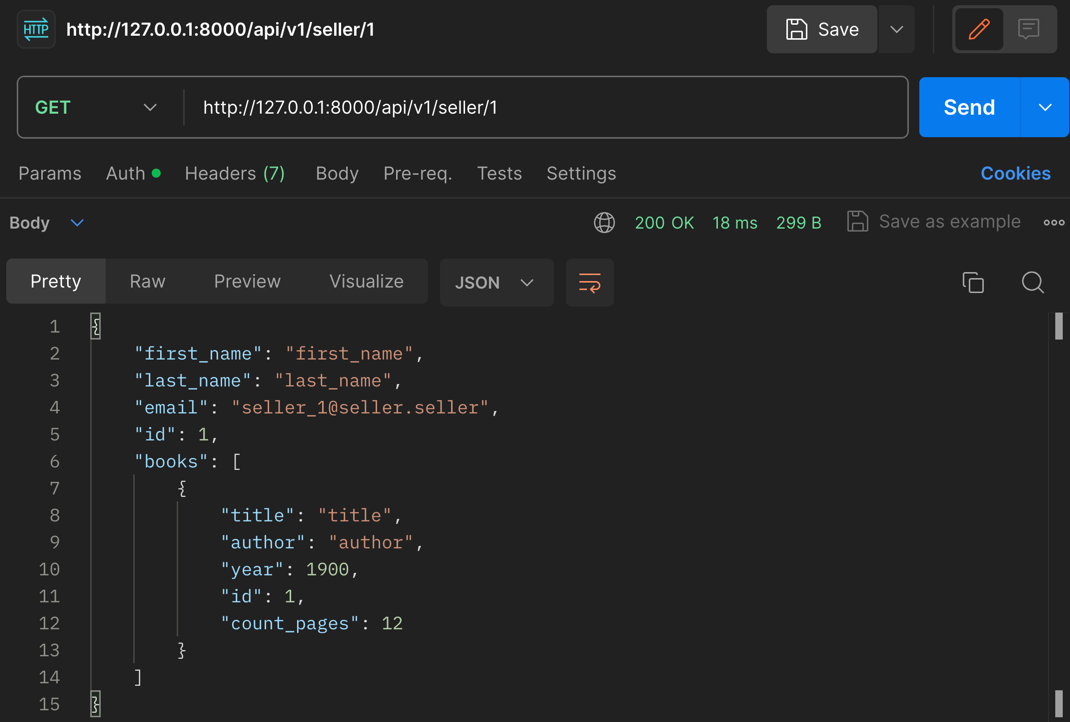 HTTP http://127.0.0.1:8000/api/v1/seller/1 Save
GET http://127.0.0.1:8000/api/v1/seller/1 Send
Params Auth Headers (7) Body Pre-req. Tests Settings Cookies
Body 200 OK 18 ms 299 B Save as example
Pretty Raw Preview Visualize JSON
1 {
2 "first_name": "first_name",
3 "last_name": "last_name",
4 "email": "seller_1@seller.seller",
5 "id": 1,
6 "books": [
7 {
8 "title": "title",
9 "author": "author",
10 "year": 1900,
11 "id": 1,
12 "count_pages": 12
13 }
14 ]
15 }